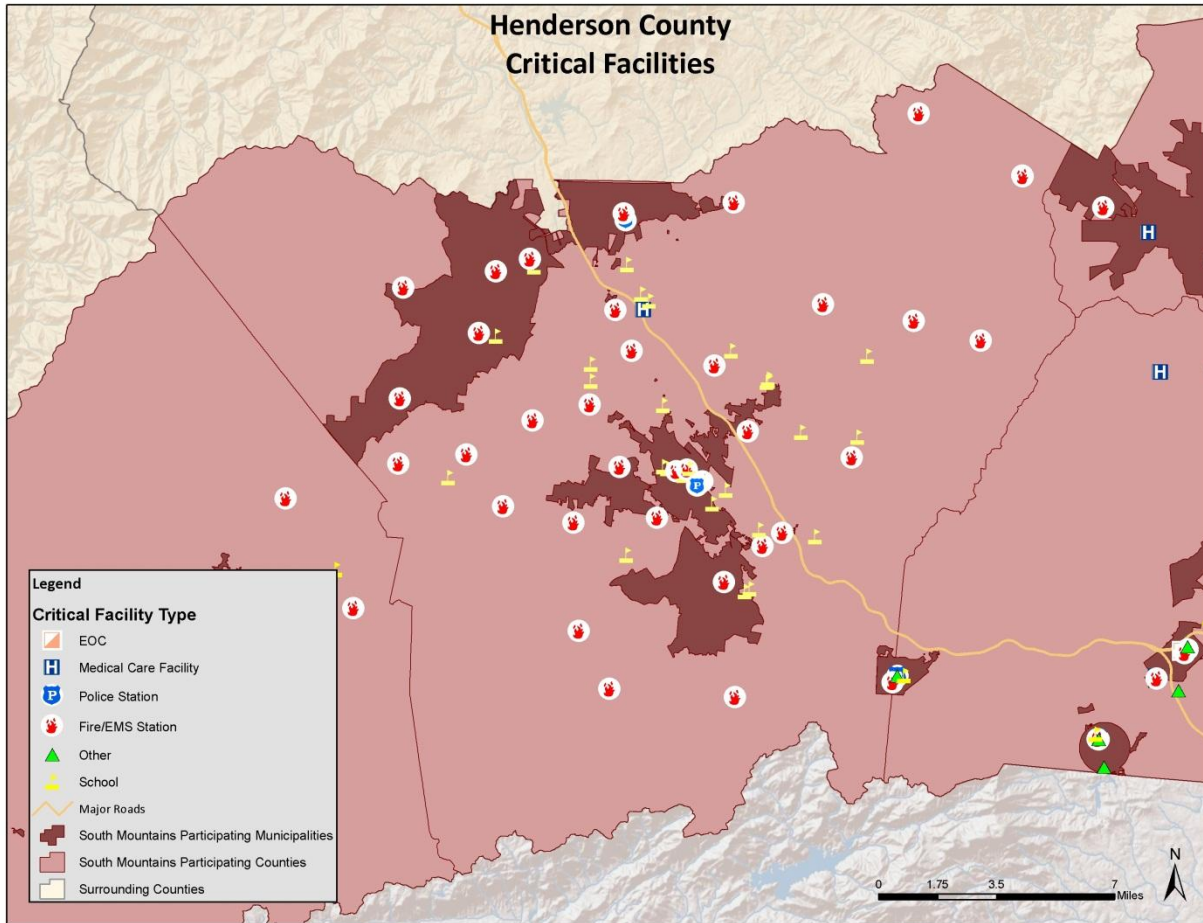 Henderson County
Critical Facilities
H
H
H
P
Legend
Critical Facility Type
EOC
H Medical Care Facility
P Police Station
Fire/EMS Station
Other
School
Major Roads
South Mountains Participating Municipalities
South Mountains Participating Counties
Surrounding Counties
N
0 1.75 3.5 7
Miles